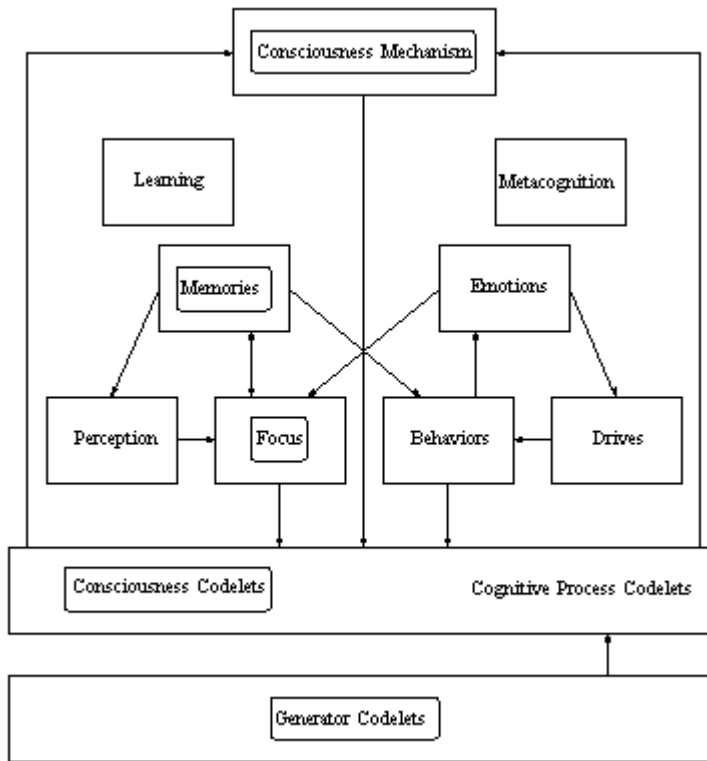 Consciousness Mechanism
Learning
Metacognition
Memories
Emotions
Perception
Focus
Behaviors
Drives
Consciousness Codelets
Cognitive Process Codelets
Generator Codelets